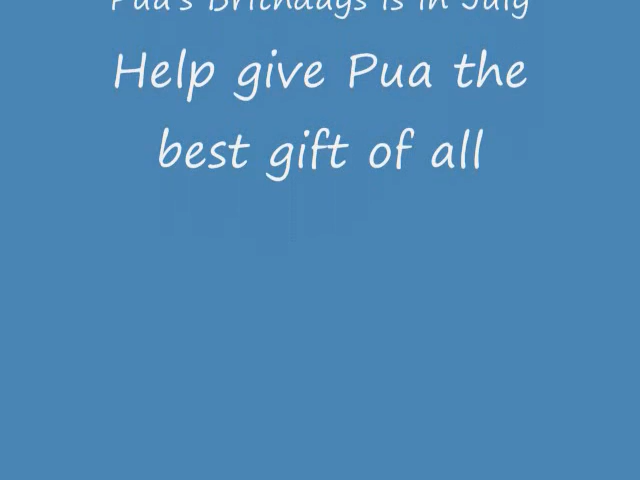 Pua's Brithdays is in July
Help give Pua the
best gift of all